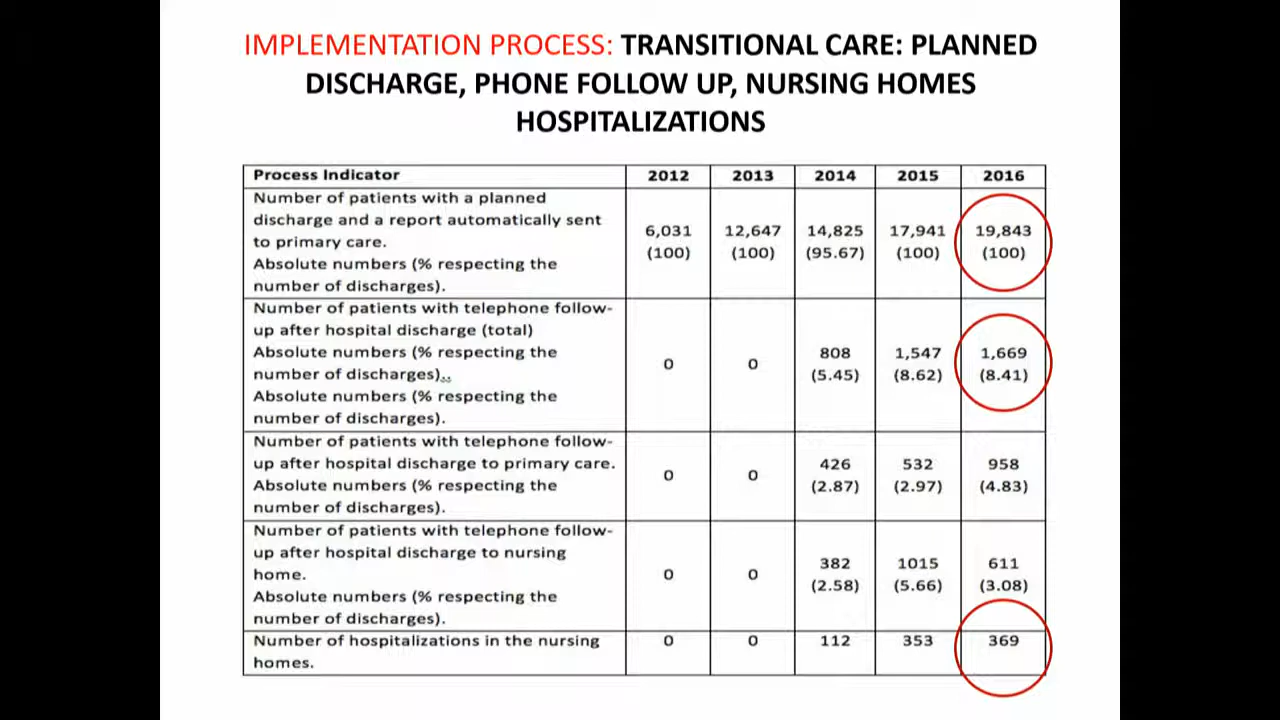 IMPLEMENTATION PROCESS: TRANSITIONAL CARE: PLANNED
DISCHARGE, PHONE FOLLOW UP, NURSING HOMES
HOSPITALIZATIONS
Process Indicator 2012 2013 2014 2015 2016
Number of patients with a planned
discharge and a report automatically sent
to primary care.
Absolute numbers (% respecting the
number of discharges).
6,031 12,647 14,825 17,941 19,843
(100) (100) (95.67) (100) (100)
Number of patients with telephone follow-
up after hospital discharge (total)
Absolute numbers (% respecting the
number of discharges)..
Absolute numbers (% respecting the
number of discharges).
0 0 808 1,547 1,669
(5.45) (8.62) (8.41)
Number of patients with telephone follow-
up after hospital discharge to primary care.
Absolute numbers (% respecting the
number of discharges).
0 0 426 532 958
(2.87) (2.97) (4.83)
Number of patients with telephone follow-
up after hospital discharge to nursing
home.
Absolute numbers (% respecting the
number of discharges).
0 0 382 1015 611
(2.58) (5.66) (3.08)
Number of hospitalizations in the nursing
homes.
0 0 112 353 369